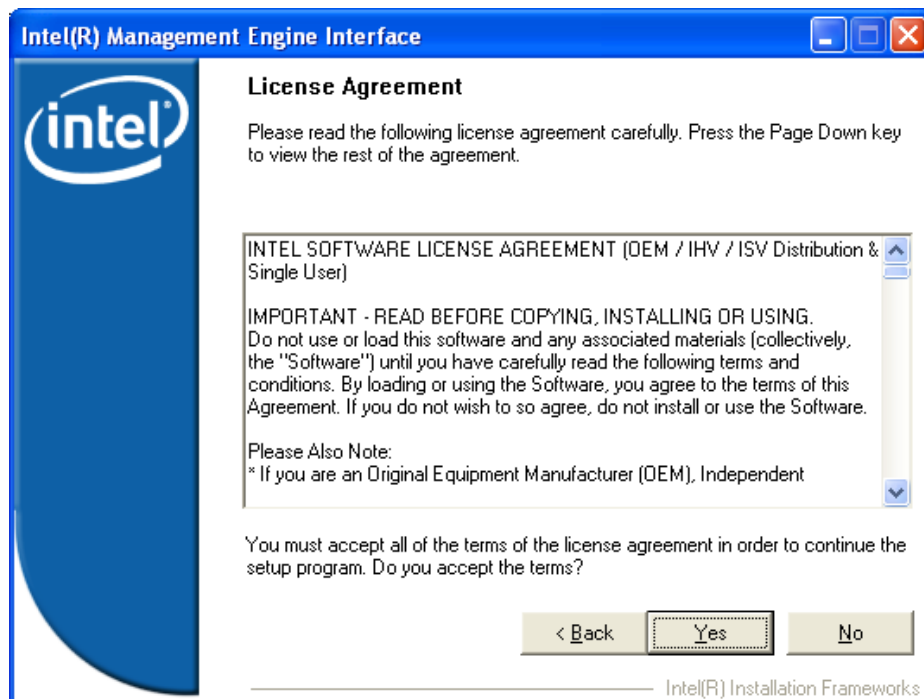 Intel(R) Management Engine Interface
intel
License Agreement
Please read the following license agreement carefully. Press the Page Down key
to view the rest of the agreement.
INTEL SOFTWARE LICENSE AGREEMENT (OEM / IHV / ISV Distribution &
Single User)
IMPORTANT - READ BEFORE COPYING, INSTALLING OR USING.
Do not use or load this software and any associated materials (collectively,
the "Software") until you have carefully read the following terms and
conditions. By loading or using the Software, you agree to the terms of this
Agreement. If you do not wish to so agree, do not install or use the Software.
Please Also Note:
* If you are an Original Equipment Manufacturer (OEM), Independent
You must accept all of the terms of the license agreement in order to continue the
setup program. Do you accept the terms?
< Back
Yes
No
Intel(R) Installation Frameworks